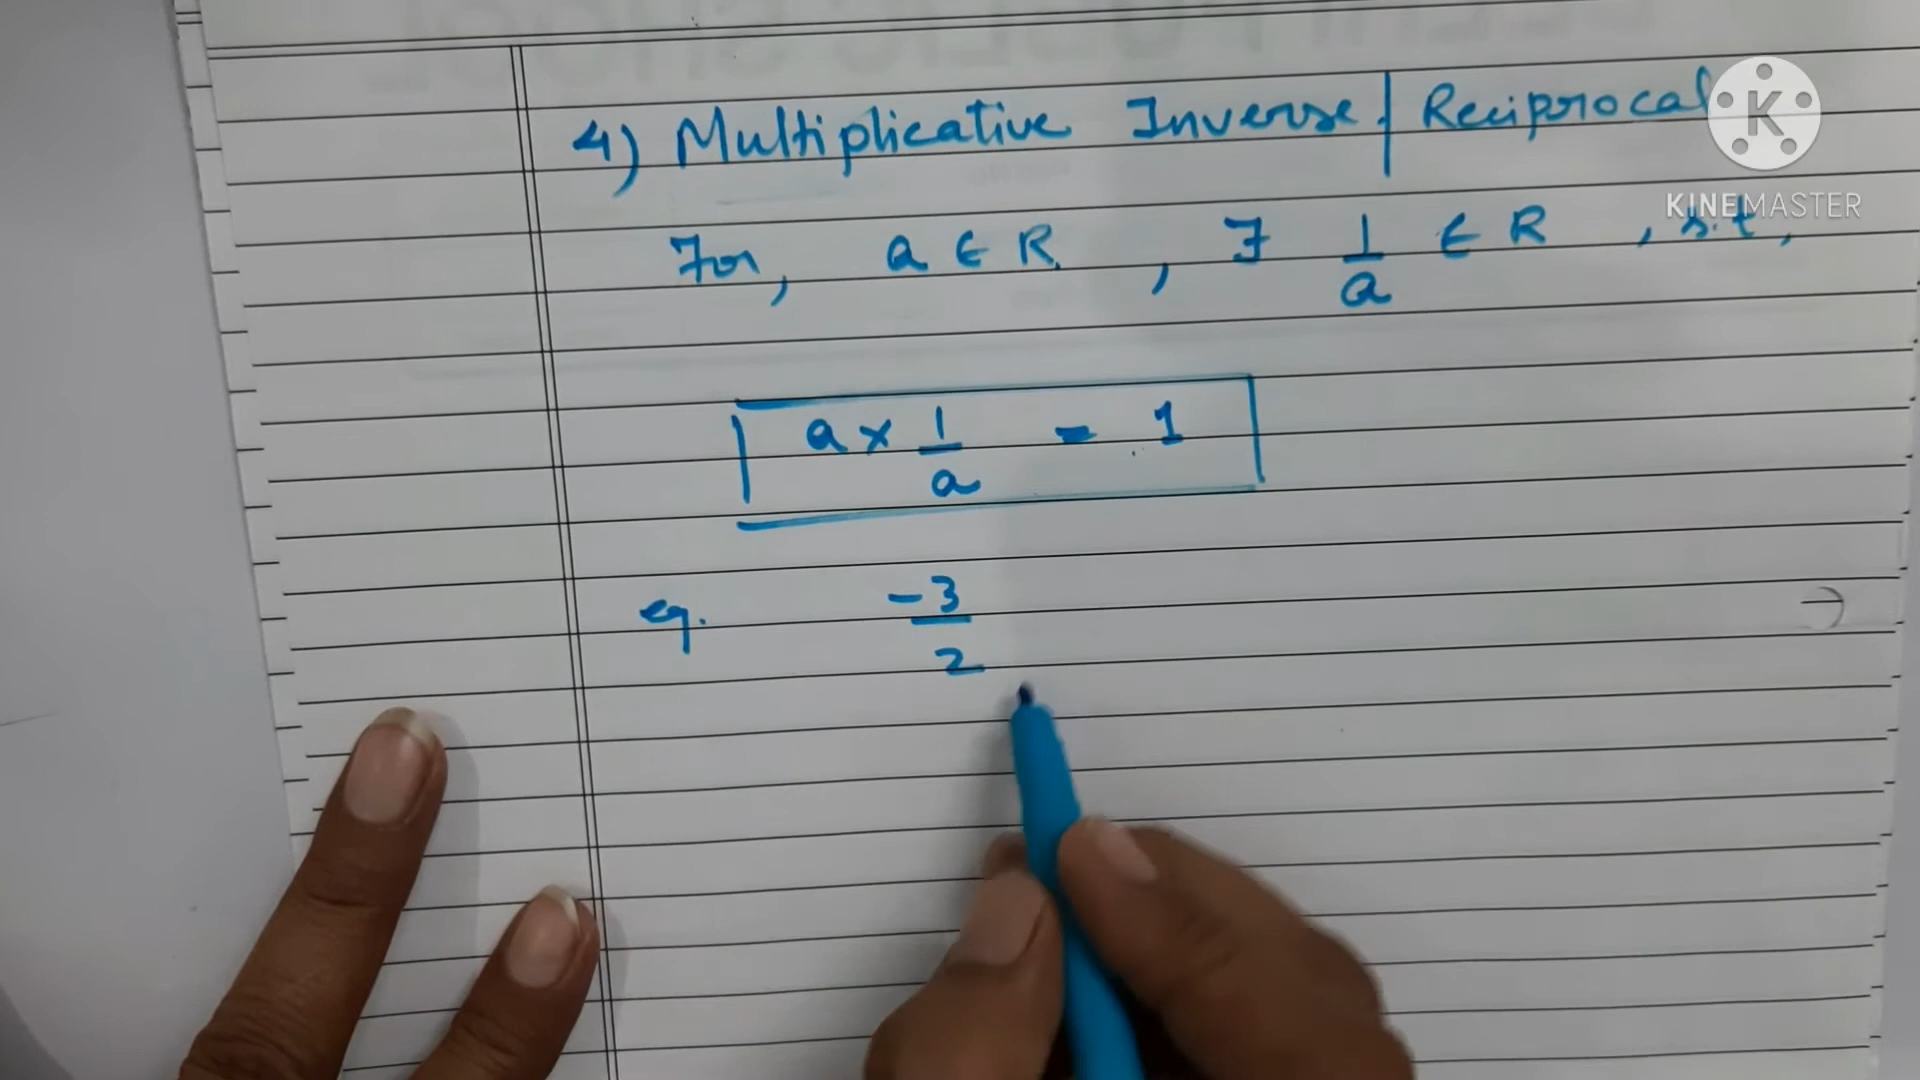 4) Multiplicative Inverse | Reciprocal
For, a ∈ R , ∃ 1/a ∈ R , s.t,
a × 1/a = 1
eg. -3/2
K
KINEMASTER